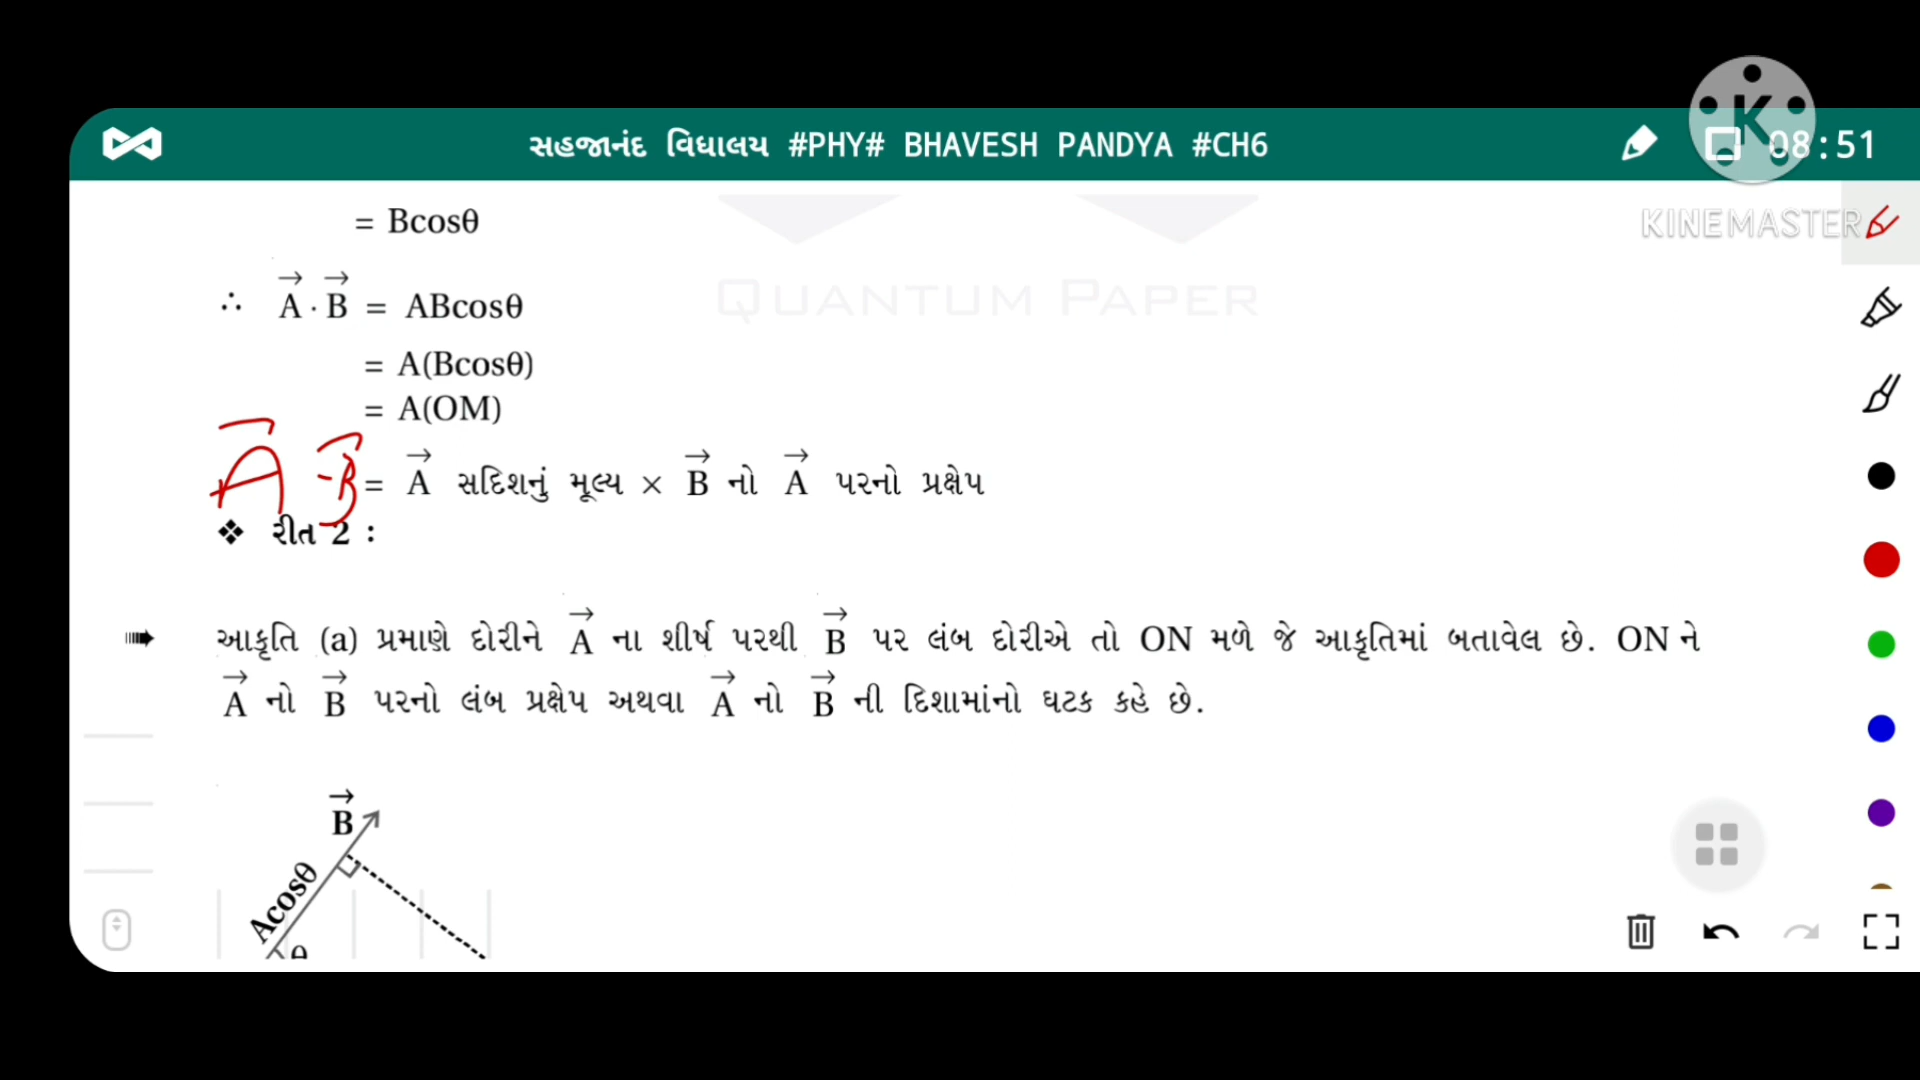 સહજાનંદ વિધાલય #PHY# BHAVESH PANDYA #CH6
08:51
KINEMASTER
= Bcosθ
QUANTUM PAPER
∴ A⃗ · B⃗ = ABcosθ
= A(Bcosθ)
= A(OM)
A⃗ · B⃗ = A⃗ સદિશનું મૂલ્ય × B⃗ નો A⃗ પરનો પ્રક્ષેપ
❖ રીત 2 :
➠ આકૃતિ (a) પ્રમાણે દોરીને A⃗ ના શીર્ષ પરથી B⃗ પર લંબ દોરીએ તો ON મળે જે આકૃતિમાં બતાવેલ છે. ON ને
A⃗ નો B⃗ પરનો લંબ પ્રક્ષેપ અથવા A⃗ નો B⃗ ની દિશામાંનો ઘટક કહે છે.
B⃗
Acosθ
θ